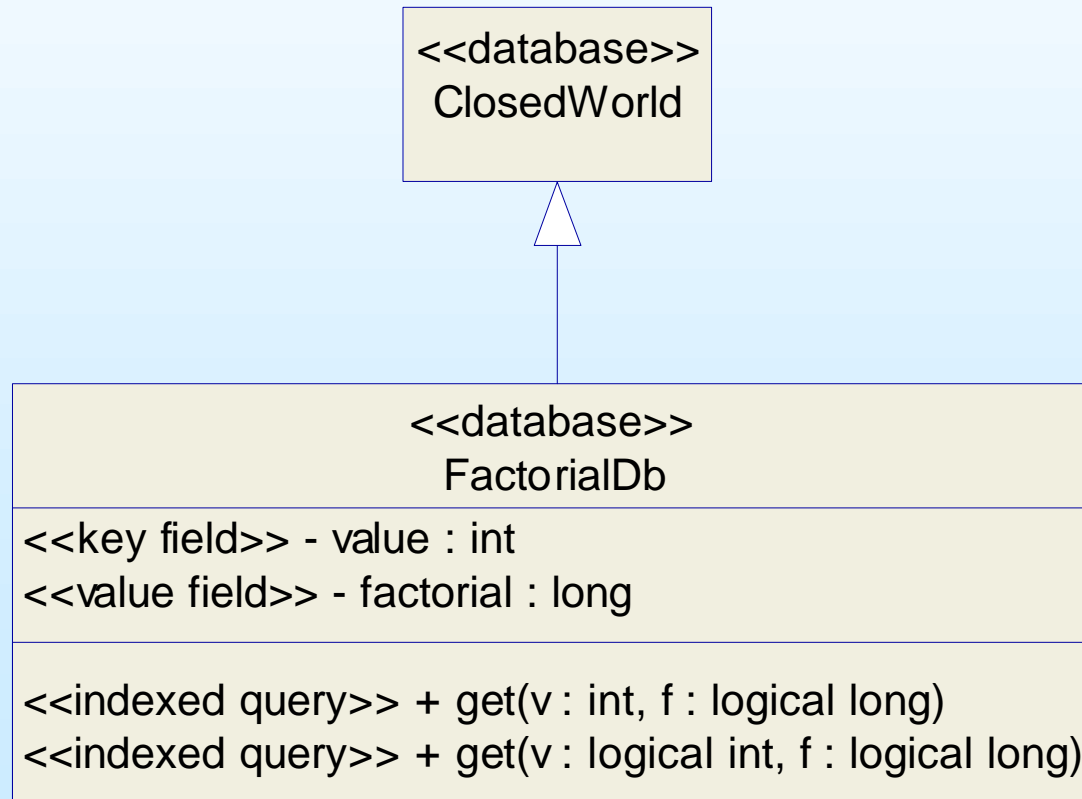 <<database>>
ClosedWorld
<<database>>
FactorialDb
<<key field>> - value : int
<<value field>> - factorial : long
<<indexed query>> + get(v : int, f : logical long)
<<indexed query>> + get(v : logical int, f : logical long)